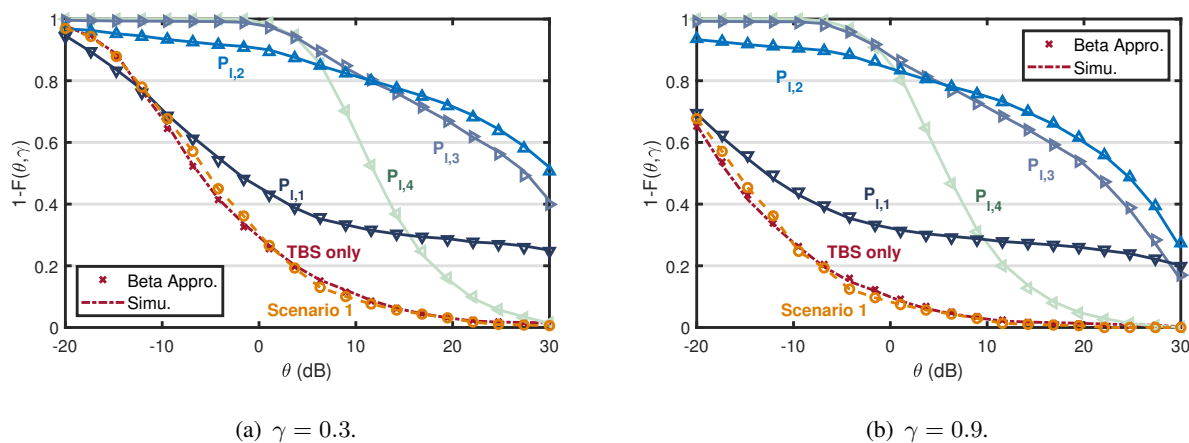 1
0.8
0.6
0.4
0.2
0
-20
-10
0
10
20
30
1-F(θ,γ)
θ (dB)
P_I,2
P_I,3
P_I,1
P_I,4
TBS only
Scenario 1
Beta Appro.
Simu.
(a) γ = 0.3.
1
0.8
0.6
0.4
0.2
0
-20
-10
0
10
20
30
1-F(θ,γ)
θ (dB)
Beta Appro.
Simu.
P_I,2
P_I,3
P_I,1
P_I,4
TBS only
Scenario 1
(b) γ = 0.9.